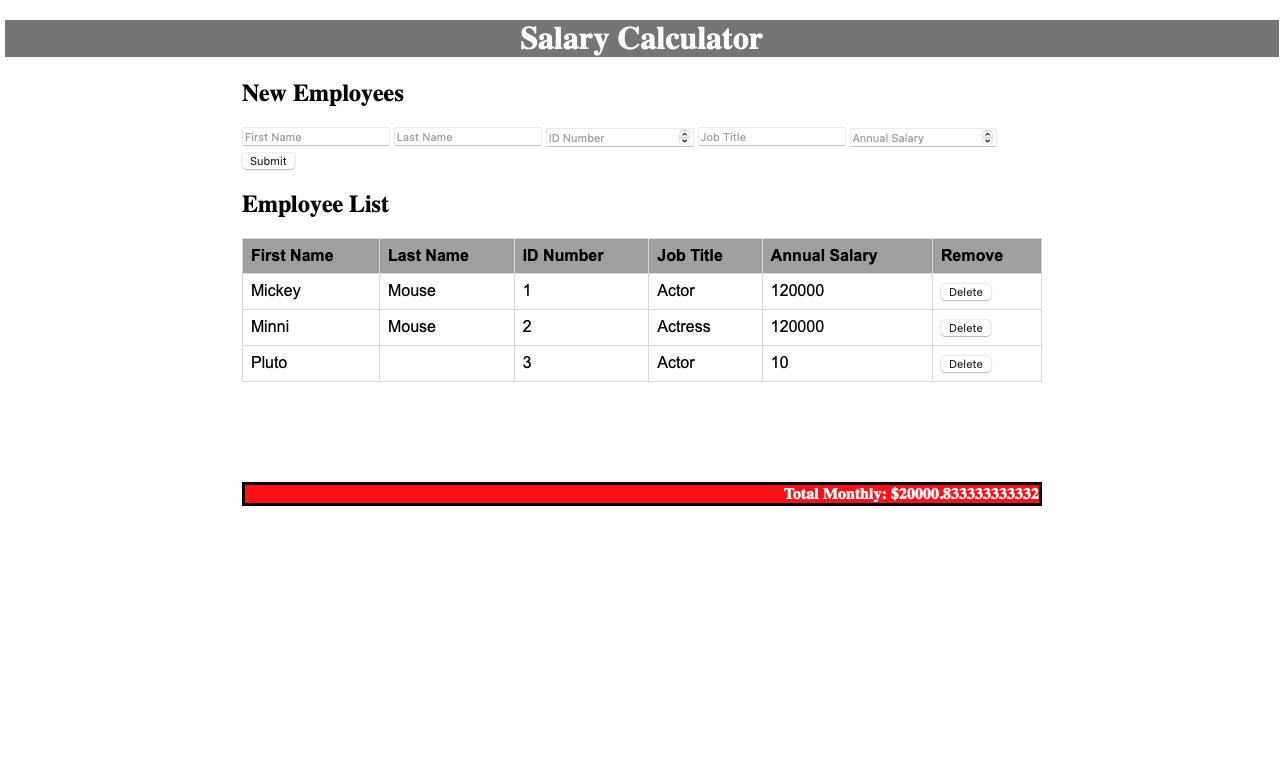 Salary Calculator
New Employees
First Name Last Name ID Number Job Title Annual Salary
Submit
Employee List
First Name Last Name ID Number Job Title Annual Salary Remove
Mickey Mouse 1 Actor 120000 Delete
Minni Mouse 2 Actress 120000 Delete
Pluto 3 Actor 10 Delete
Total Monthly: $20000.833333333332